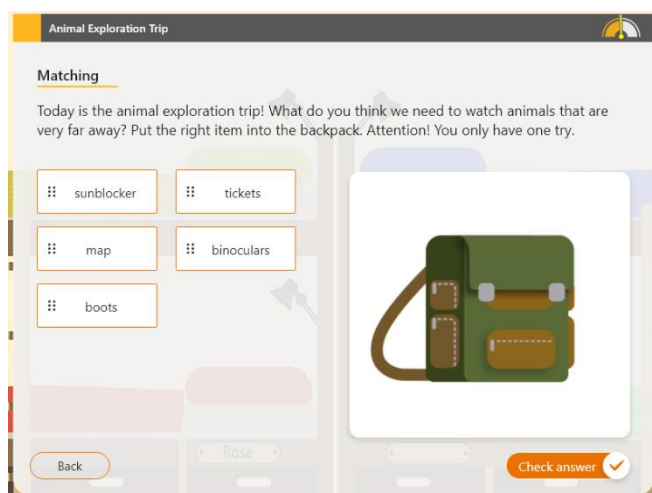 Animal Exploration Trip
Matching
Today is the animal exploration trip! What do you think we need to watch animals that are
very far away? Put the right item into the backpack. Attention! You only have one try.
sunblocker
tickets
map
binoculars
boots
Rose
Back
Check answer